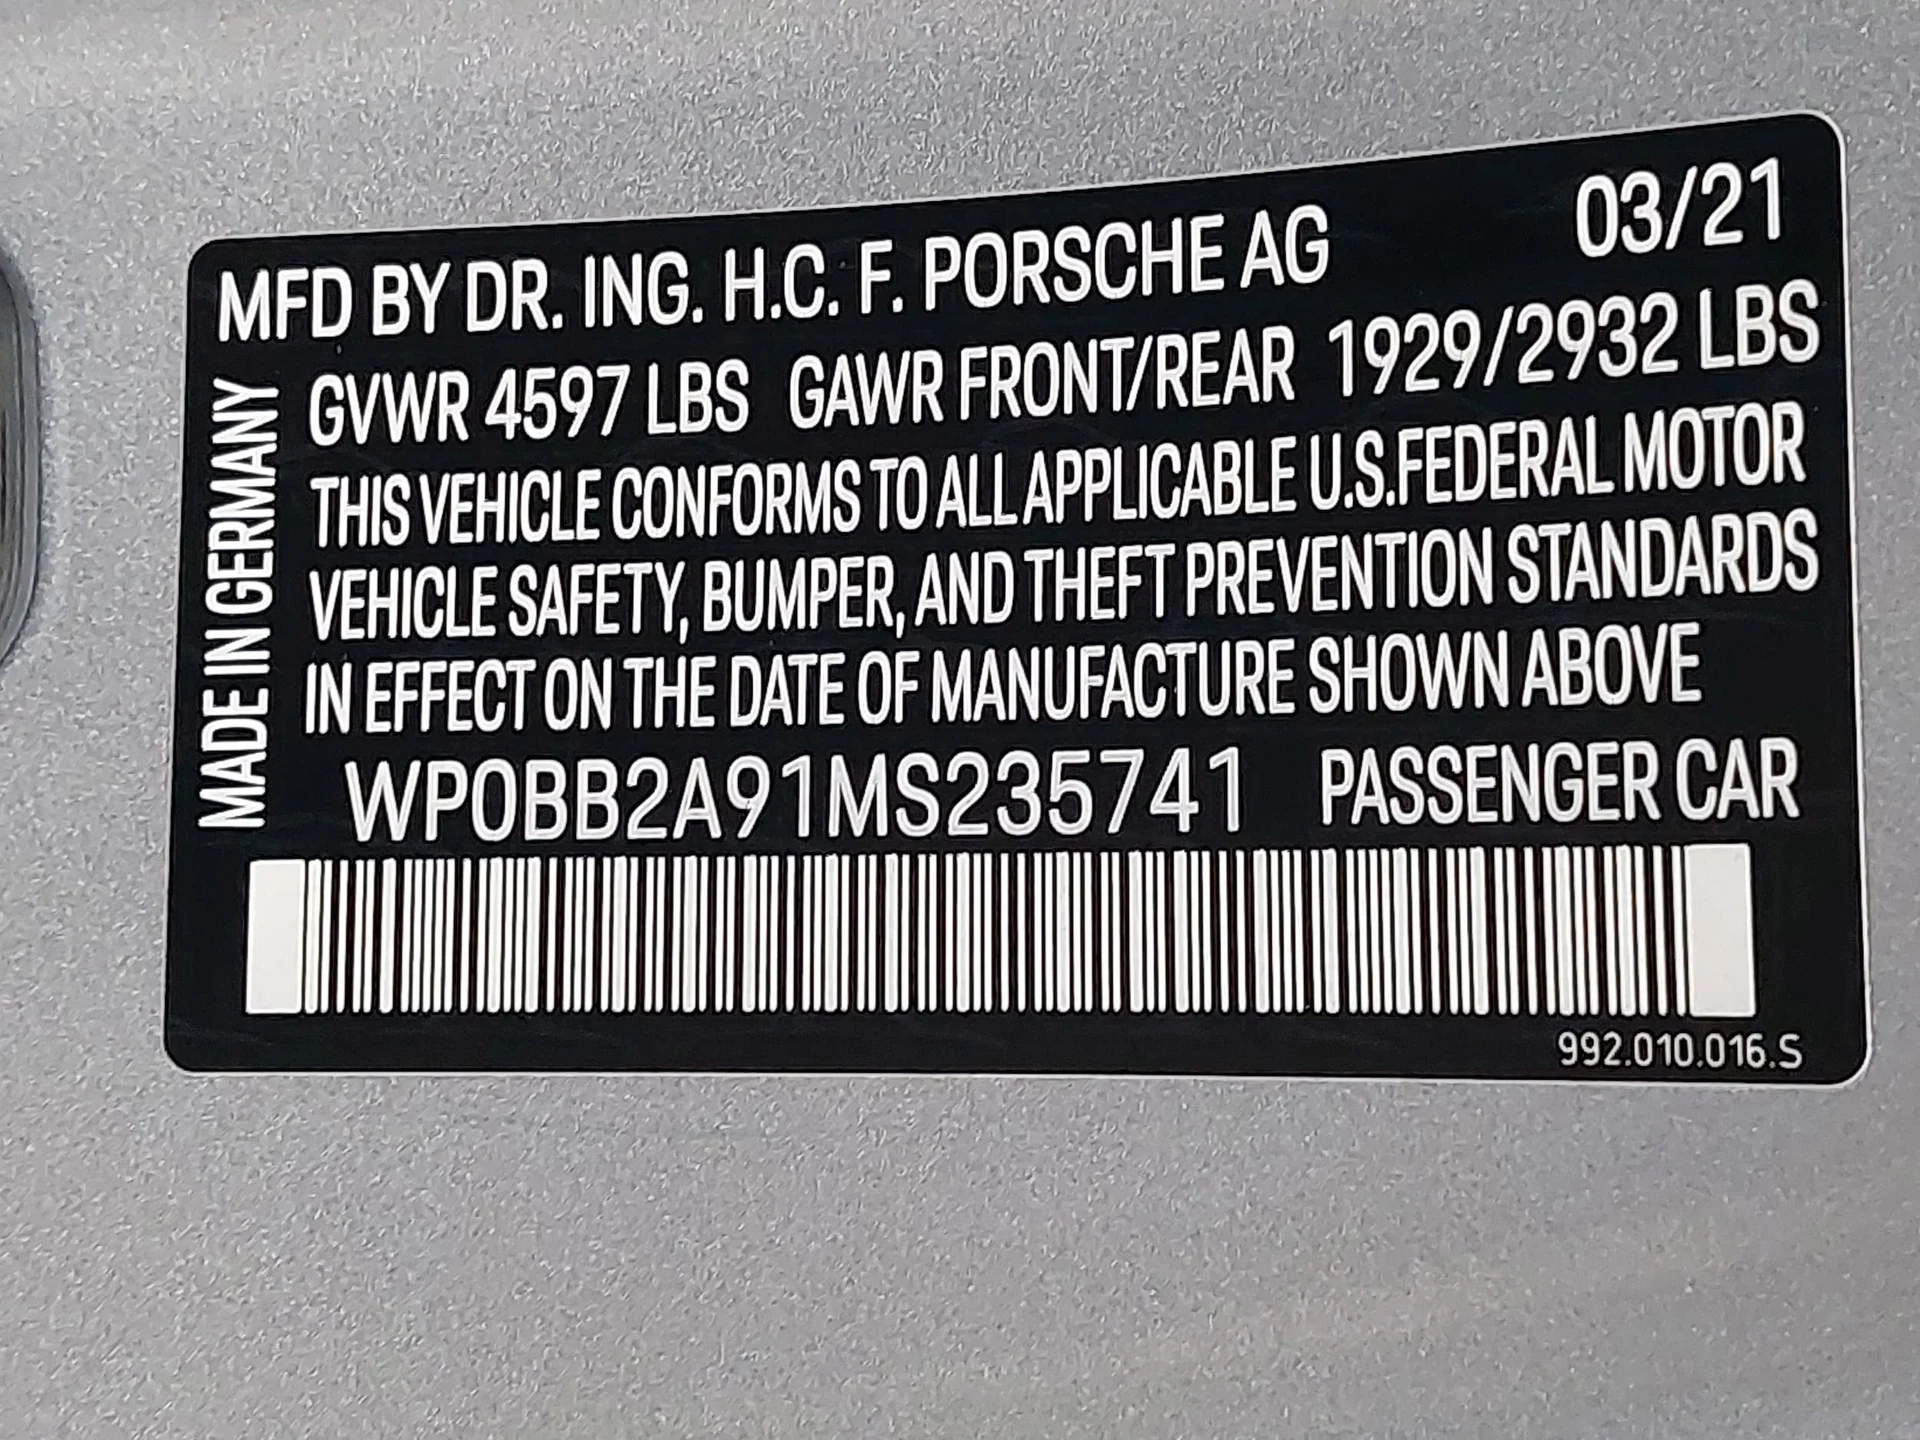 MFD BY DR. ING. H.C. F. PORSCHE AG 03/21
GVWR 4597 LBS GAWR FRONT/REAR 1929/2932 LBS
THIS VEHICLE CONFORMS TO ALL APPLICABLE U.S.FEDERAL MOTOR
VEHICLE SAFETY, BUMPER, AND THEFT PREVENTION STANDARDS
IN EFFECT ON THE DATE OF MANUFACTURE SHOWN ABOVE
WP0BB2A91MS235741 PASSENGER CAR
MADE IN GERMANY
992.010.016.S